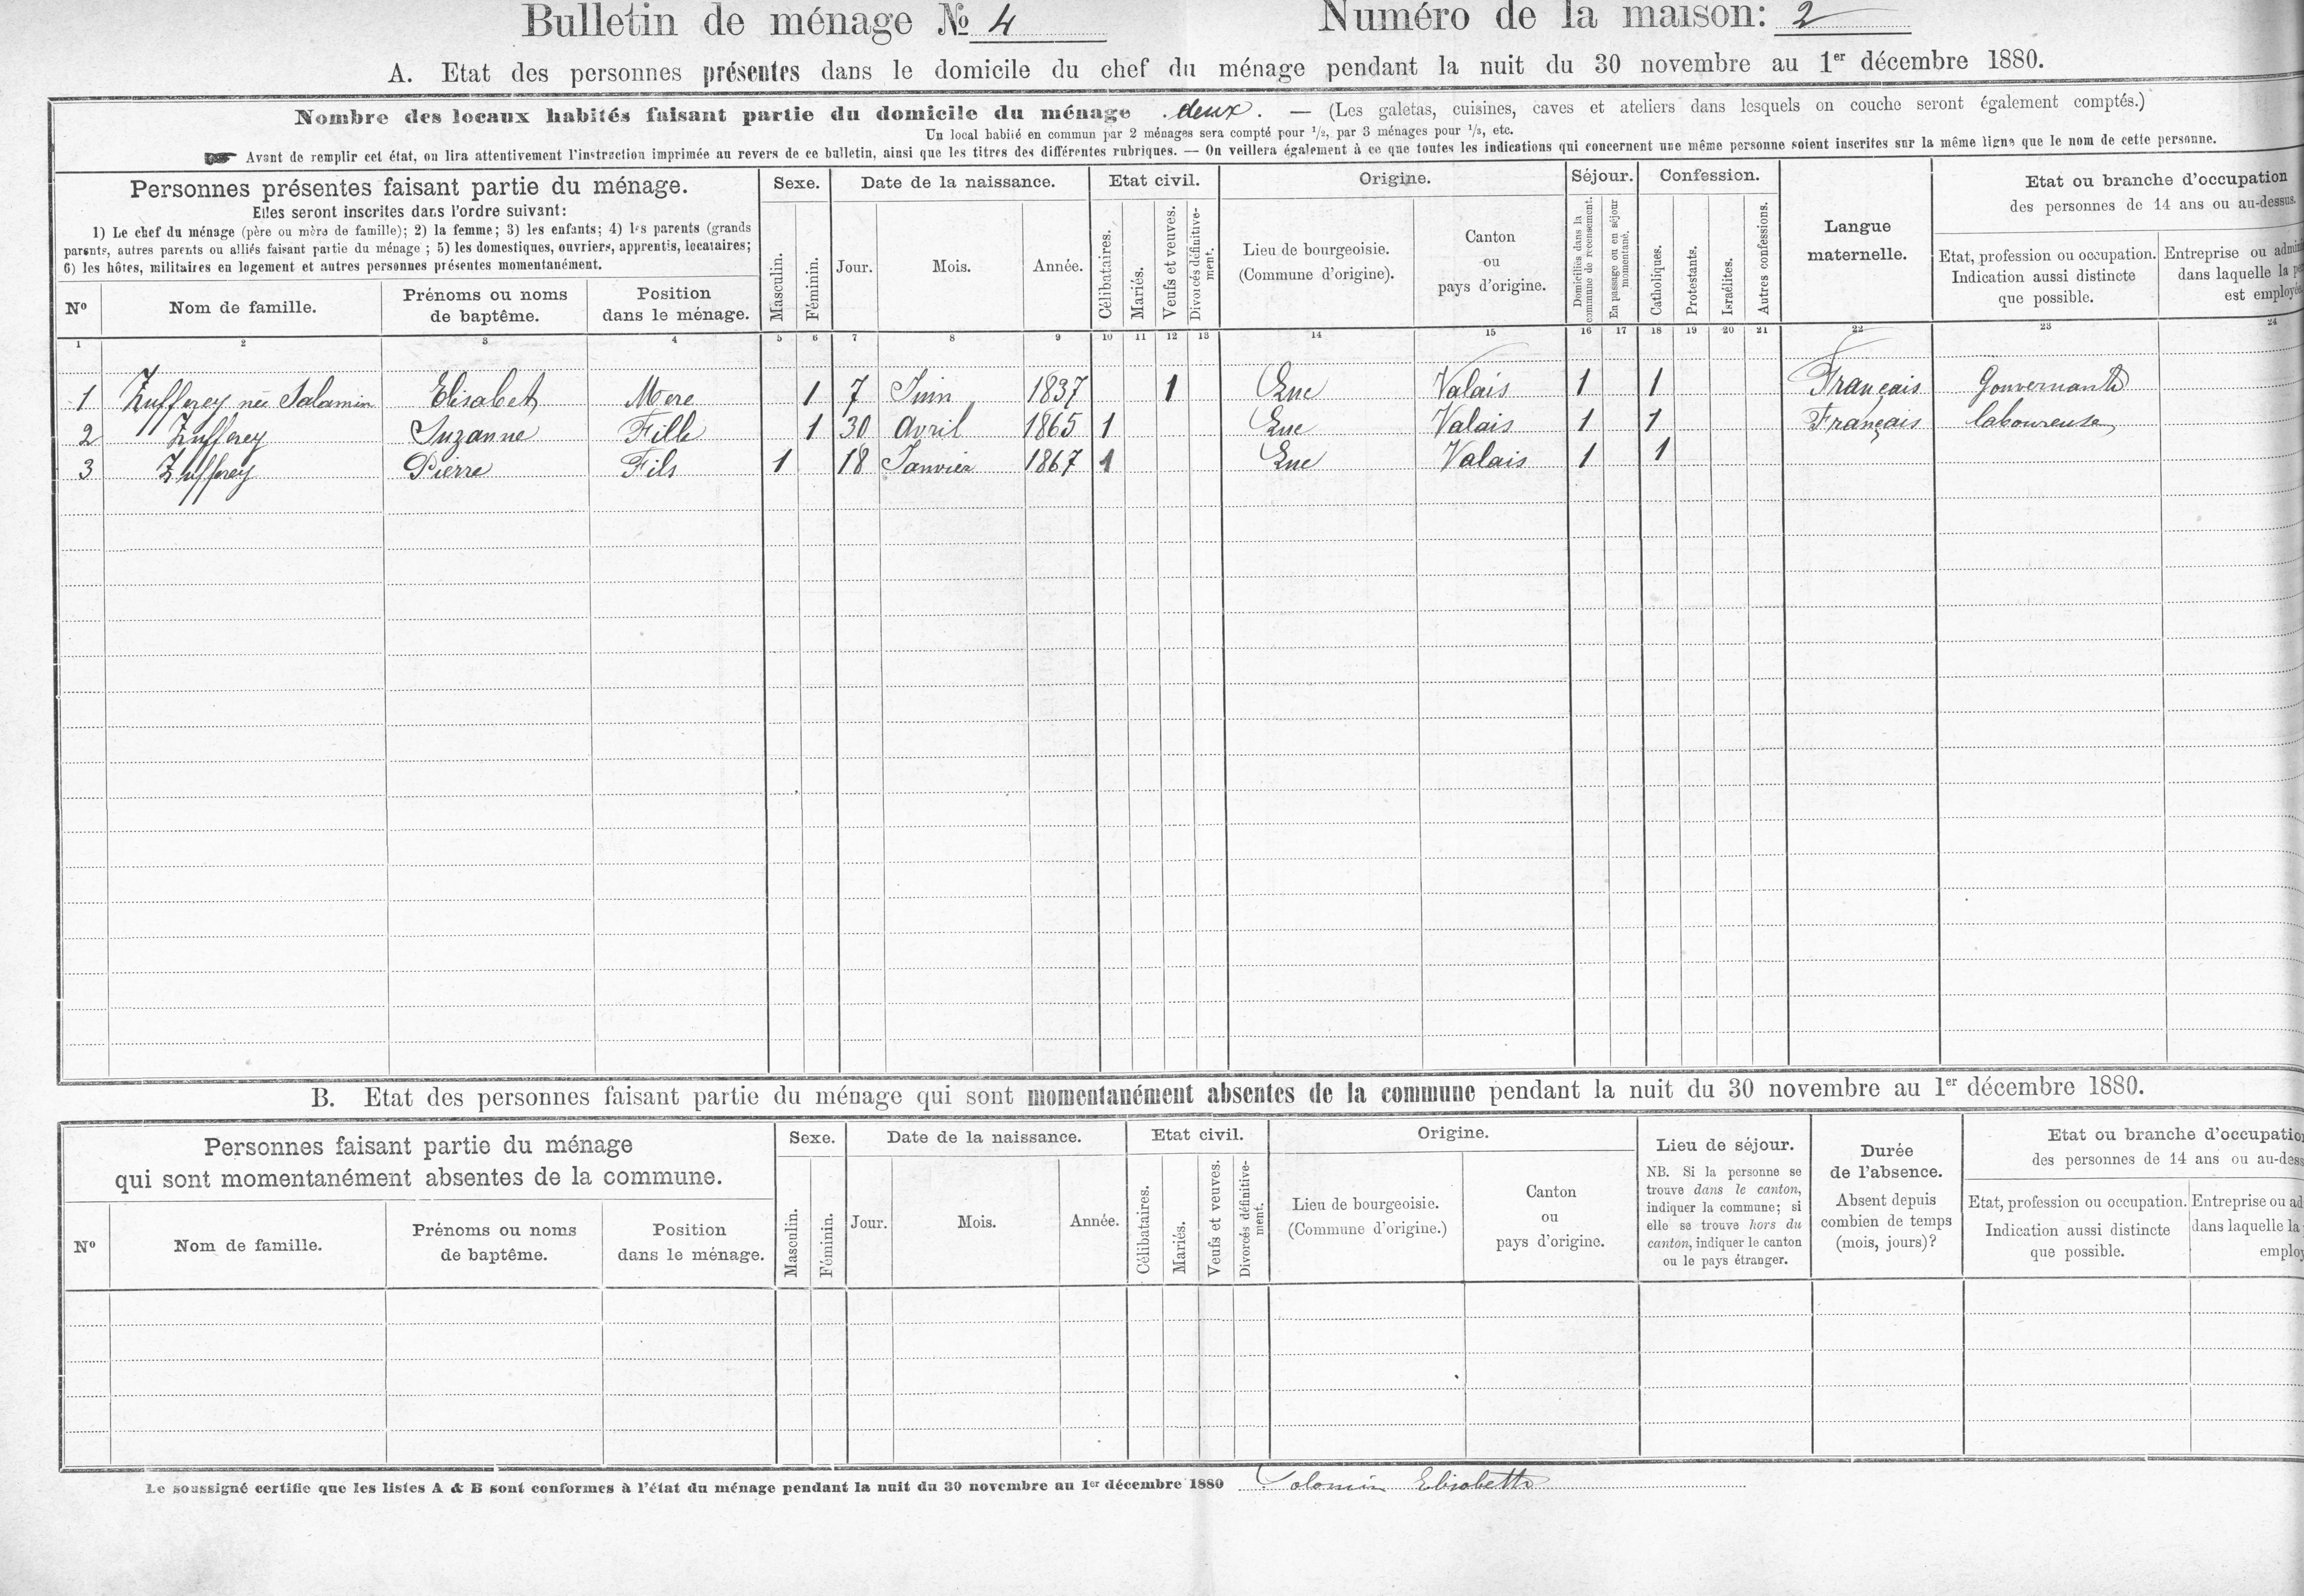 Bulletin de ménage № 4 Numéro de la maison: 2
A. Etat des personnes présentes dans le domicile du chef du ménage pendant la nuit du 30 novembre au 1er décembre 1880.
Nombre des locaux habités faisant partie du domicile du ménage deux. — (Les galetas, cuisines, caves et ateliers dans lesquels on couche seront également comptés.)
Un local habité en commun par 2 ménages sera compté pour 1/2, par 3 ménages pour 1/3, etc.
☞ Avant de remplir cet état, on lira attentivement l'instruction imprimée au revers de ce bulletin, ainsi que les titres des différentes rubriques. — On veillera également à ce que toutes les indications qui concernent une même personne soient inscrites sur la même ligne que le nom de cette personne.
Personnes présentes faisant partie du ménage.
Elles seront inscrites dans l'ordre suivant:
1) Le chef du ménage (père ou mère de famille); 2) la femme; 3) les enfants; 4) les parents (grands
parents, autres parents ou alliés faisant partie du ménage; 5) les domestiques, ouvriers, apprentis, locataires;
6) les hôtes, militaires en logement et autres personnes présentes momentanément.
Nº
Nom de famille.
Prénoms ou noms
de baptême.
Position
dans le ménage.
Sexe.
Masculin.
Féminin.
Date de la naissance.
Jour.
Mois.
Année.
Etat civil.
Célibataires.
Mariés.
Veufs et veuves.
Divorcés définitive-
ment.
Origine.
Lieu de bourgeoisie.
(Commune d'origine).
Canton
ou
pays d'origine.
Séjour.
Domiciliés dans la
commune de recensement.
En passage ou en séjour
momentané.
Confession.
Catholiques.
Protestants.
Israélites.
Autres confessions.
Langue
maternelle.
Etat ou branche d'occupation
des personnes de 14 ans ou au-dessus.
Etat, profession ou occupation.
Indication aussi distincte
que possible.
Entreprise ou
dans laquelle la
est employé
1 2 3 4 5 6 7 8 9 10 11 12 13 14 15 16 17 18 19 20 21 22 23 24
1 Zufferey née Salamin Elisabet Mere 1 7 Juin 1837 1 Luc Valais 1 1 Français Gouvernante
2 Zufferey Suzanne Fille 1 30 Avril 1865 1 Luc Valais 1 1 Français laboureuse
3 Zufferey Pierre Fils 1 18 Janvier 1867 1 Luc Valais 1 1
B. Etat des personnes faisant partie du ménage qui sont momentanément absentes de la commune pendant la nuit du 30 novembre au 1er décembre 1880.
Personnes faisant partie du ménage
qui sont momentanément absentes de la commune.
Nº
Nom de famille.
Prénoms ou noms
de baptême.
Position
dans le ménage.
Sexe.
Masculin.
Féminin.
Date de la naissance.
Jour.
Mois.
Année.
Etat civil.
Célibataires.
Mariés.
Veufs et veuves.
Divorcés définitive-
ment.
Origine.
Lieu de bourgeoisie.
(Commune d'origine.)
Canton
ou
pays d'origine.
Lieu de séjour.
NB. Si la personne se
trouve dans le canton,
indiquer la commune; si
elle se trouve hors du
canton, indiquer le canton
ou le pays étranger.
Durée
de l'absence.
Absent depuis
combien de temps
(mois, jours)?
Etat ou branche d'occupation
des personnes de 14 ans ou
Etat, profession ou occupation.
Indication aussi distincte
que possible.
Entreprise ou
dans laquelle la
Le soussigné certifie que les listes A & B sont conformes à l'état du ménage pendant la nuit du 30 novembre au 1er décembre 1880 Solomin Elisabette